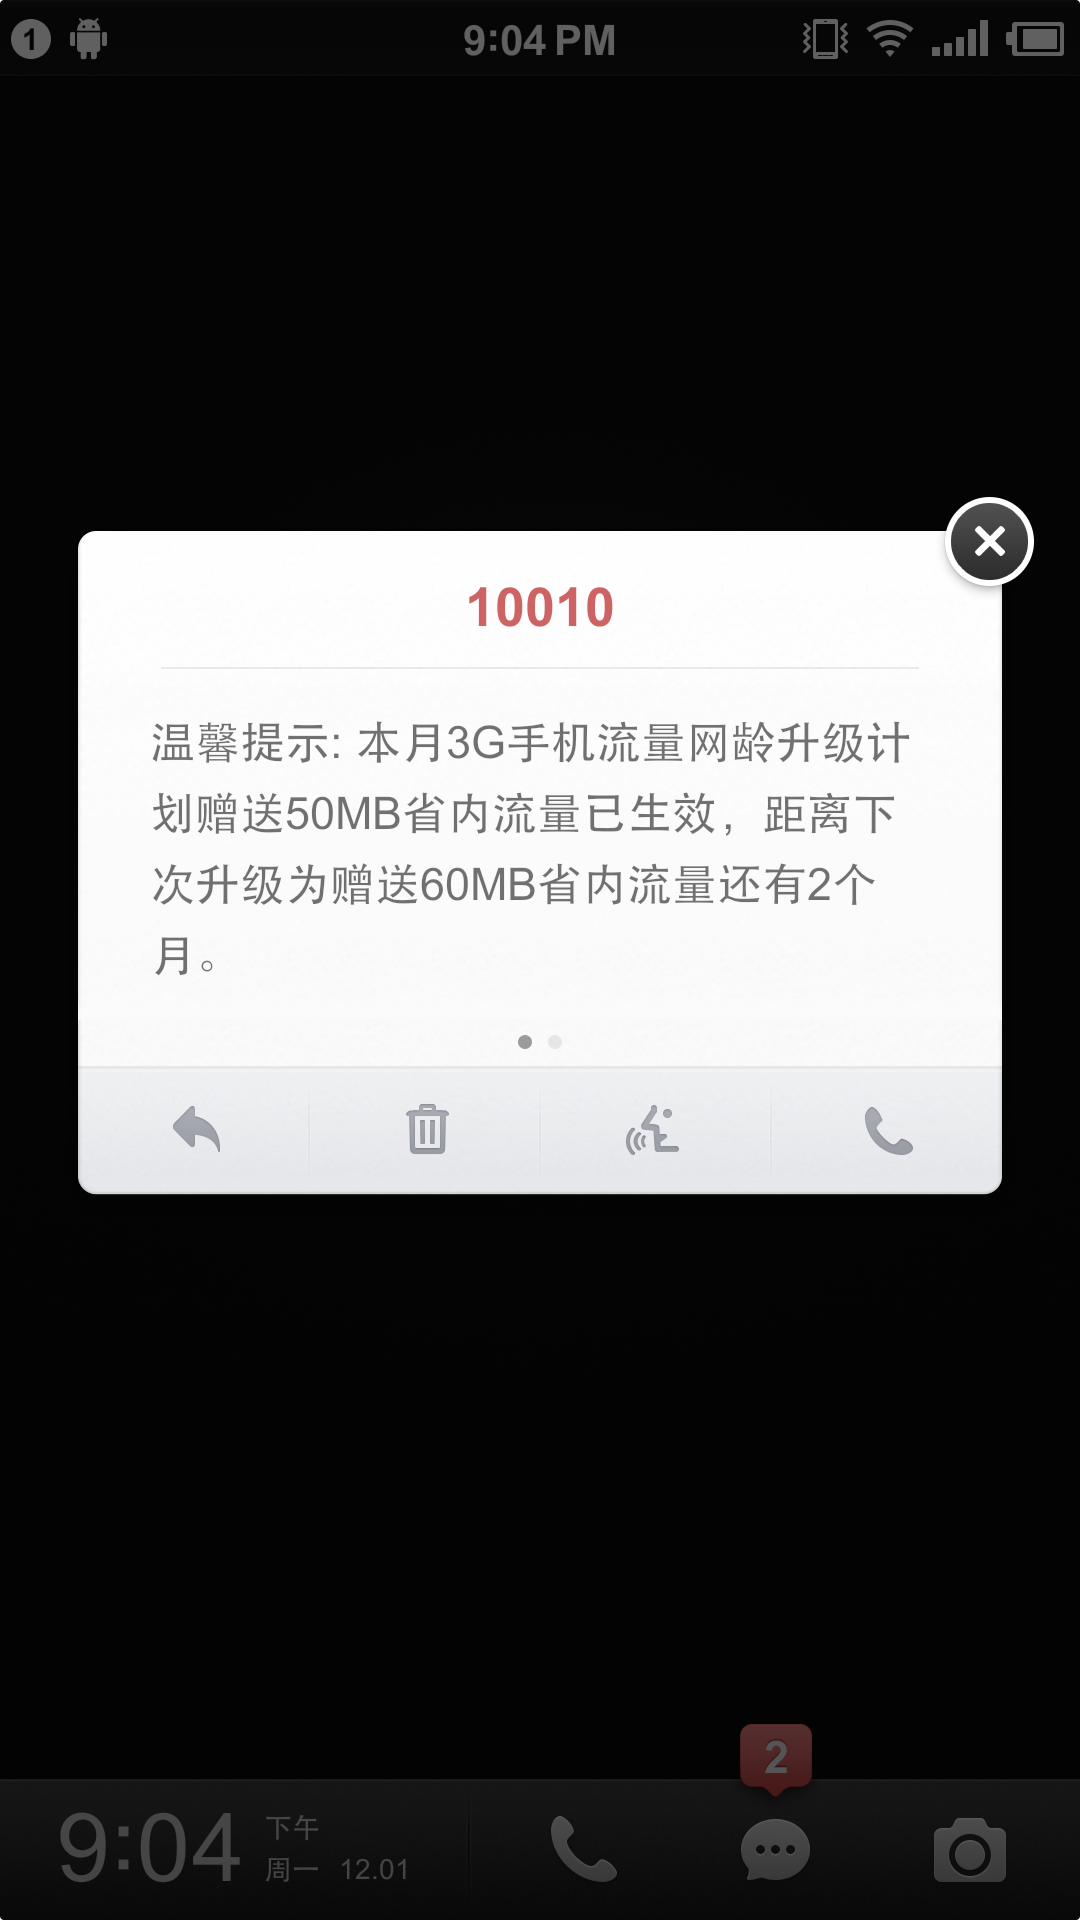 1
9:04 PM
10010
温馨提示: 本月3G手机流量网龄升级计
划赠送50MB省内流量已生效，距离下
次升级为赠送60MB省内流量还有2个
月。
2
9:04
下午
周一 12.01